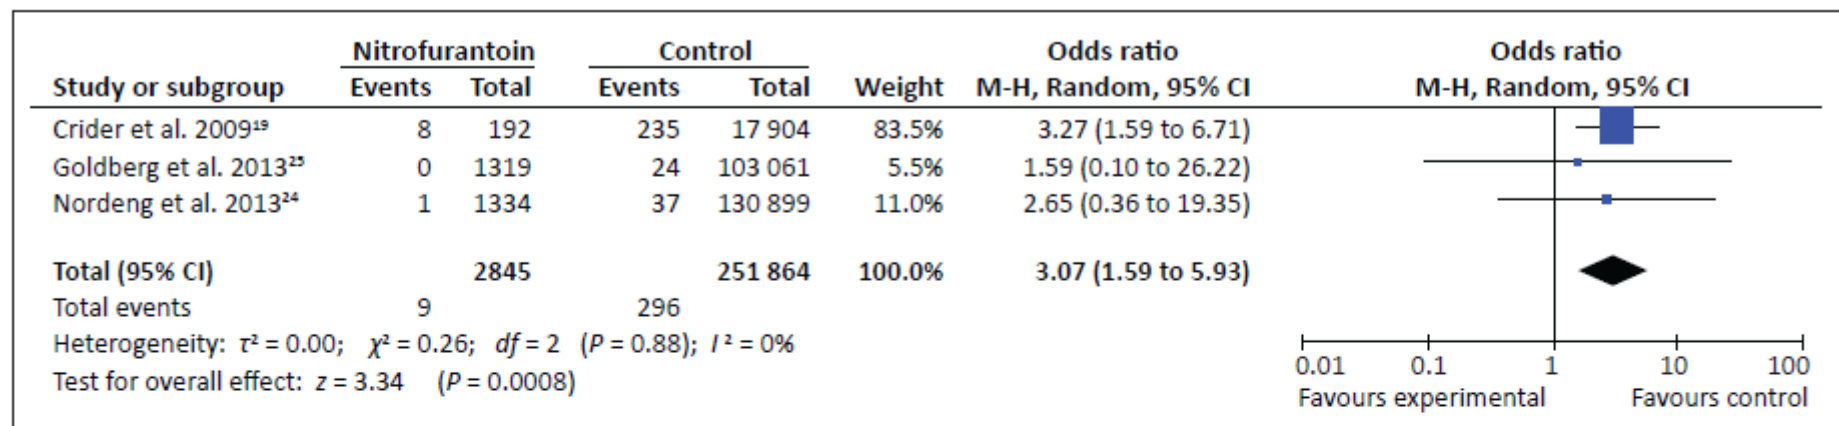 Nitrofurantoin Control Odds ratio Odds ratio
Study or subgroup Events Total Events Total Weight M-H, Random, 95% CI M-H, Random, 95% CI
Crider et al. 2009¹⁹ 8 192 235 17 904 83.5% 3.27 (1.59 to 6.71)
Goldberg et al. 2013²⁵ 0 1319 24 103 061 5.5% 1.59 (0.10 to 26.22)
Nordeng et al. 2013²⁴ 1 1334 37 130 899 11.0% 2.65 (0.36 to 19.35)
Total (95% CI) 2845 251 864 100.0% 3.07 (1.59 to 5.93)
Total events 9 296
Heterogeneity: τ² = 0.00; χ² = 0.26; df = 2 (P = 0.88); I² = 0%
Test for overall effect: z = 3.34 (P = 0.0008)
0.01 0.1 1 10 100
Favours experimental Favours control